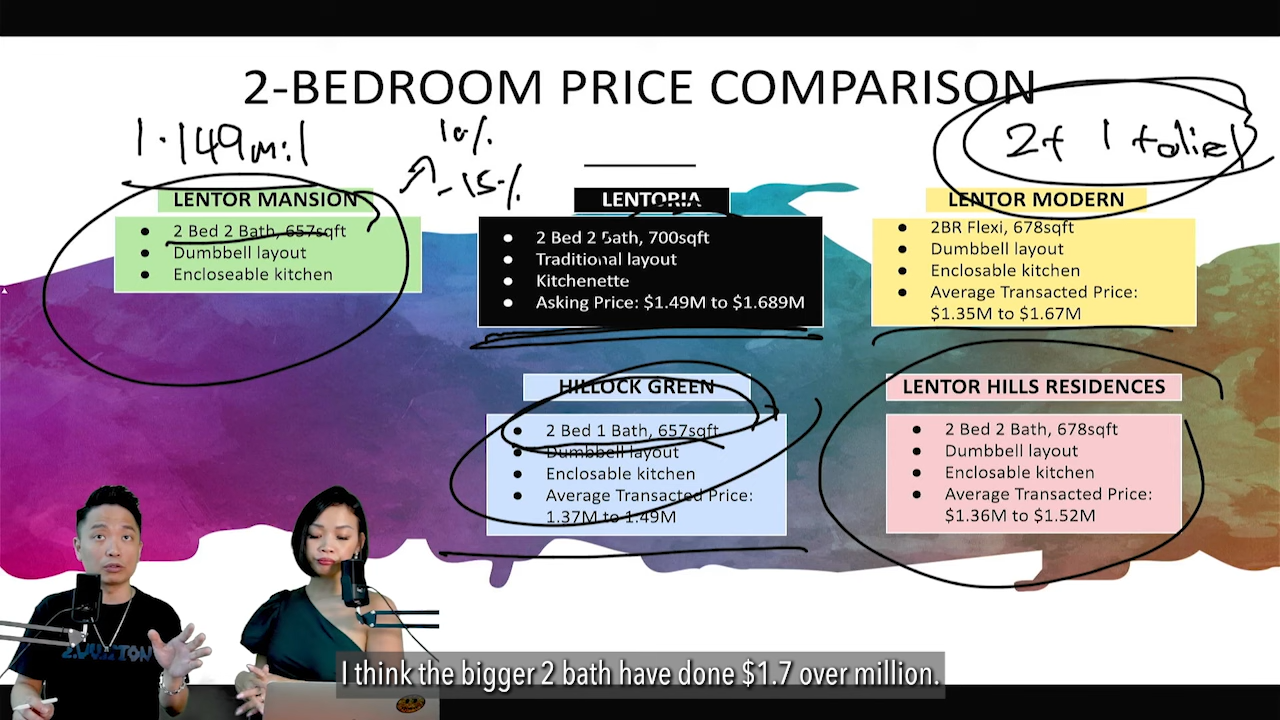 2-BEDROOM PRICE COMPARISON
1.149mil
10%
-15%
2+1 toilet
LENTOR MANSION
2 Bed 2 Bath, 657sqft
Dumbbell layout
Encloseable kitchen
LENTORIA
2 Bed 2 Bath, 700sqft
Traditional layout
Kitchenette
Asking Price: $1.49M to $1.689M
LENTOR MODERN
2BR Flexi, 678sqft
Dumbbell layout
Enclosable kitchen
Average Transacted Price:
$1.35M to $1.67M
HILLOCK GREEN
2 Bed 1 Bath, 657sqft
Dumbbell layout
Enclosable kitchen
Average Transacted Price:
1.37M to 1.49M
LENTOR HILLS RESIDENCES
2 Bed 2 Bath, 678sqft
Dumbbell layout
Enclosable kitchen
Average Transacted Price:
$1.36M to $1.52M
I think the bigger 2 bath have done $1.7 over million.